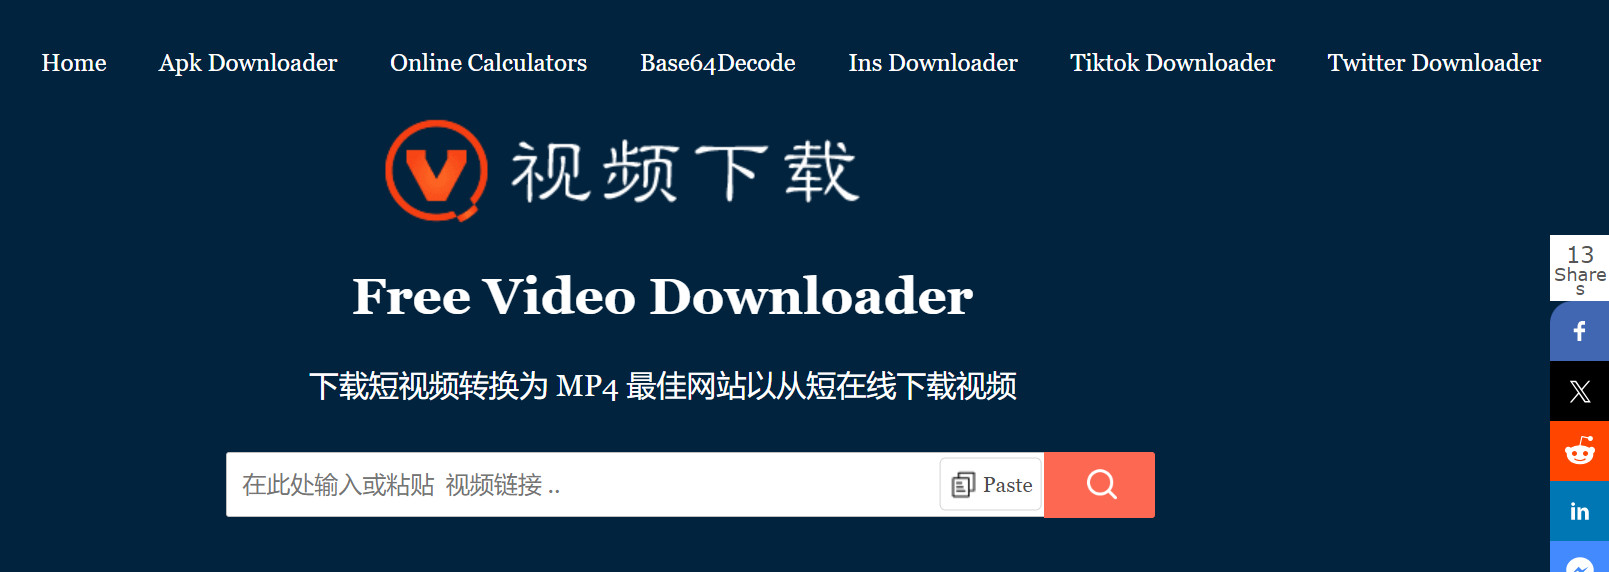 Home Apk Downloader Online Calculators Base64Decode Ins Downloader Tiktok Downloader Twitter Downloader
视频下载
Free Video Downloader
下载短视频转换为 MP4 最佳网站以从短在线下载视频
在此处输入或粘贴 视频链接 ..
Paste
13
Share
s